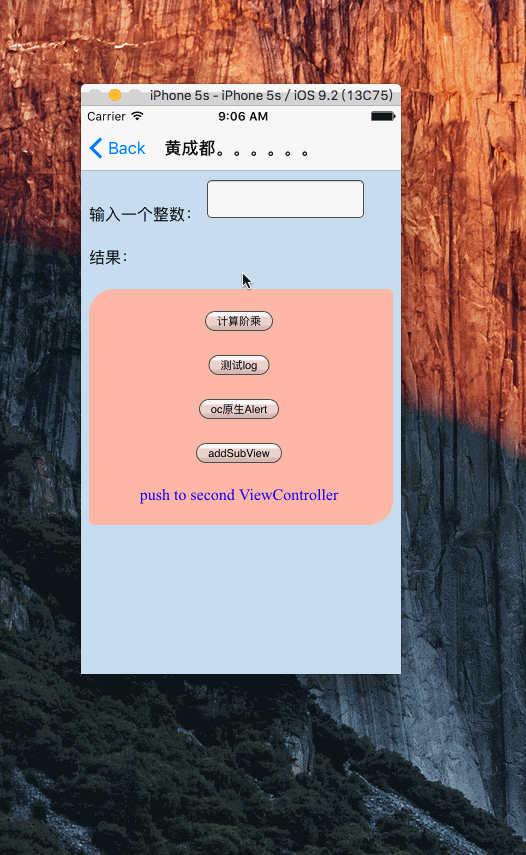 iPhone 5s - iPhone 5s / iOS 9.2 (13C75)
Carrier 9:06 AM
Back 黄成都。。。。。。
输入一个整数：
结果：
计算阶乘
测试log
oc原生Alert
addSubView
push to second ViewController